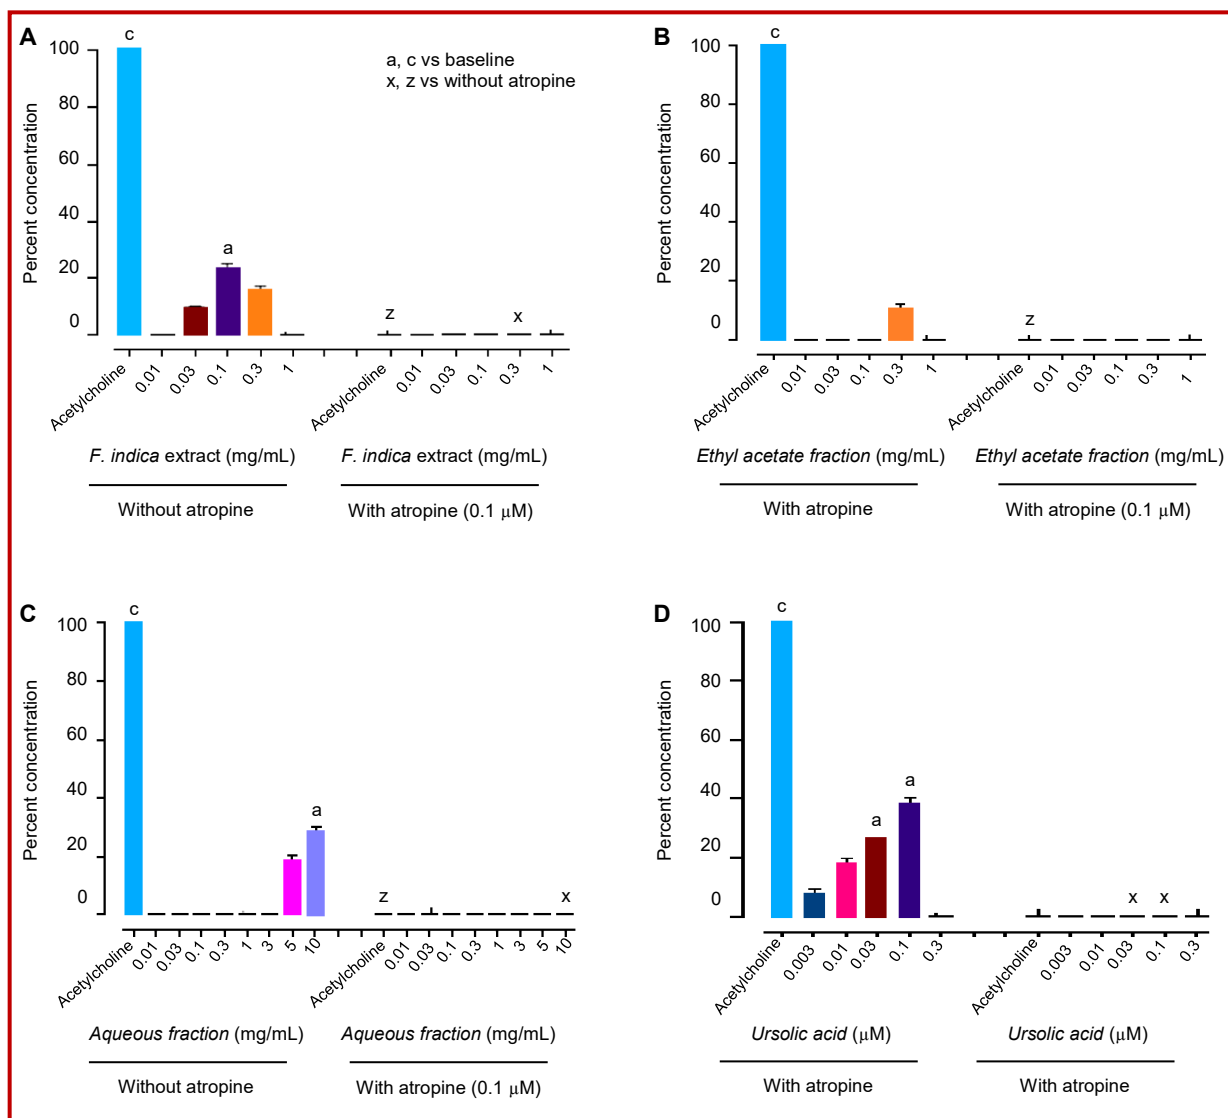 A
c
100
80
60
40
20
0
Percent concentration
a, c vs baseline
x, z vs without atropine
a
z
x
Acetylcholine 0.01 0.03 0.1 0.3 1 Acetylcholine 0.01 0.03 0.1 0.3 1
F. indica extract (mg/mL) F. indica extract (mg/mL)
Without atropine With atropine (0.1 μM)
B
c
100
80
60
40
20
0
Percent concentration
z
Acetylcholine 0.01 0.03 0.1 0.3 1 Acetylcholine 0.01 0.03 0.1 0.3 1
Ethyl acetate fraction (mg/mL) Ethyl acetate fraction (mg/mL)
With atropine With atropine (0.1 μM)
C
c
100
80
60
40
20
0
Percent concentration
a
z
x
Acetylcholine 0.01 0.03 0.1 0.3 1 3 5 10 Acetylcholine 0.01 0.03 0.1 0.3 1 3 5 10
Aqueous fraction (mg/mL) Aqueous fraction (mg/mL)
Without atropine With atropine (0.1 μM)
D
c
100
80
60
40
20
0
Percent concentration
a
a
x x
Acetylcholine 0.003 0.01 0.03 0.1 0.3 Acetylcholine 0.003 0.01 0.03 0.1 0.3
Ursolic acid (μM) Ursolic acid (μM)
With atropine With atropine